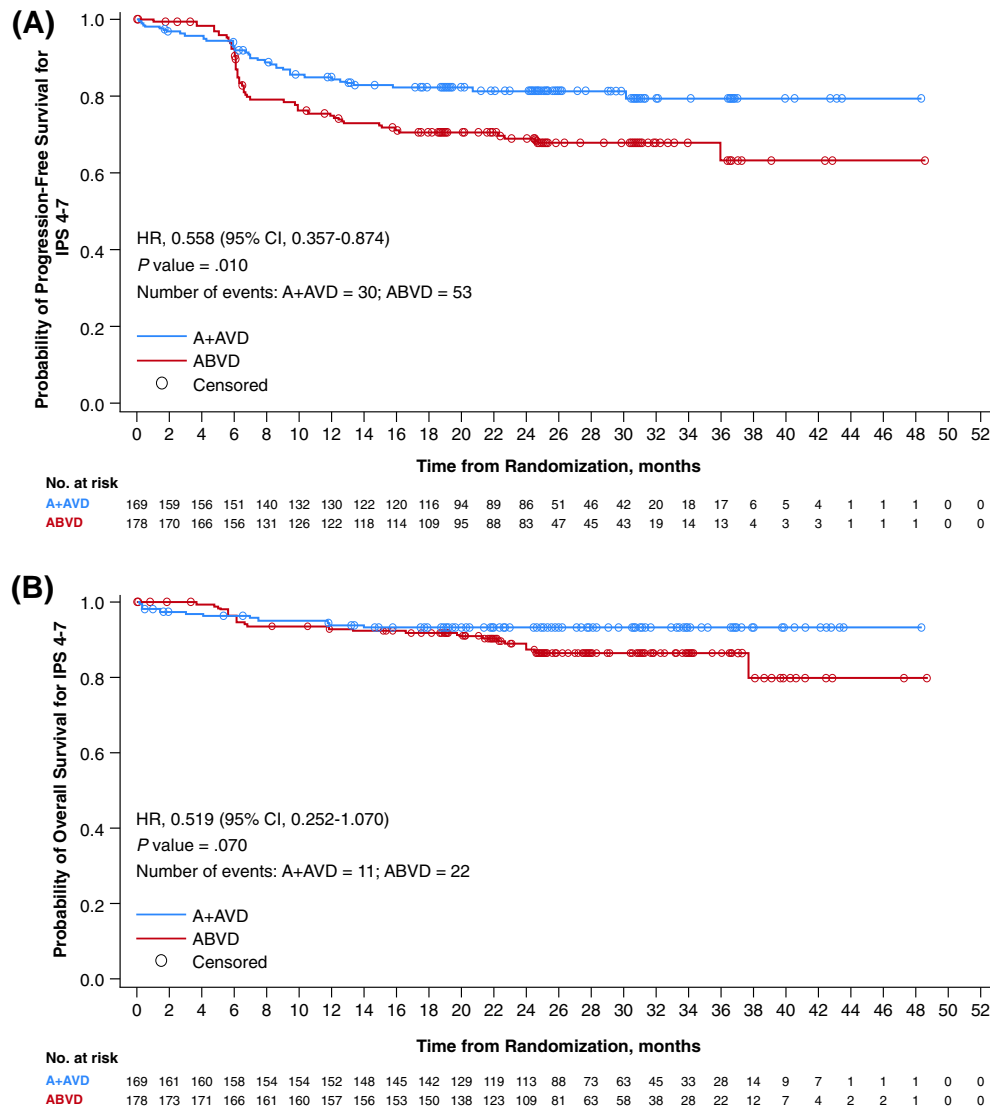 (A)
Probability of Progression-Free Survival for
IPS 4-7
1.0
0.8
0.6
0.4
0.2
0.0
HR, 0.558 (95% CI, 0.357-0.874)
P value = .010
Number of events: A+AVD = 30; ABVD = 53
A+AVD
ABVD
Censored
0 2 4 6 8 10 12 14 16 18 20 22 24 26 28 30 32 34 36 38 40 42 44 46 48 50 52
Time from Randomization, months
No. at risk
A+AVD 169 159 156 151 140 132 130 122 120 116 94 89 86 51 46 42 20 18 17 6 5 4 1 1 1 0 0
ABVD 178 170 166 156 131 126 122 118 114 109 95 88 83 47 45 43 19 14 13 4 3 3 1 1 1 0 0
(B)
Probability of Overall Survival for IPS 4-7
1.0
0.8
0.6
0.4
0.2
0.0
HR, 0.519 (95% CI, 0.252-1.070)
P value = .070
Number of events: A+AVD = 11; ABVD = 22
A+AVD
ABVD
Censored
0 2 4 6 8 10 12 14 16 18 20 22 24 26 28 30 32 34 36 38 40 42 44 46 48 50 52
Time from Randomization, months
No. at risk
A+AVD 169 161 160 158 154 154 152 148 145 142 129 119 113 88 73 63 45 33 28 14 9 7 1 1 1 0 0
ABVD 178 173 171 166 161 160 157 156 153 150 138 123 109 81 63 58 38 28 22 12 7 4 2 2 1 0 0